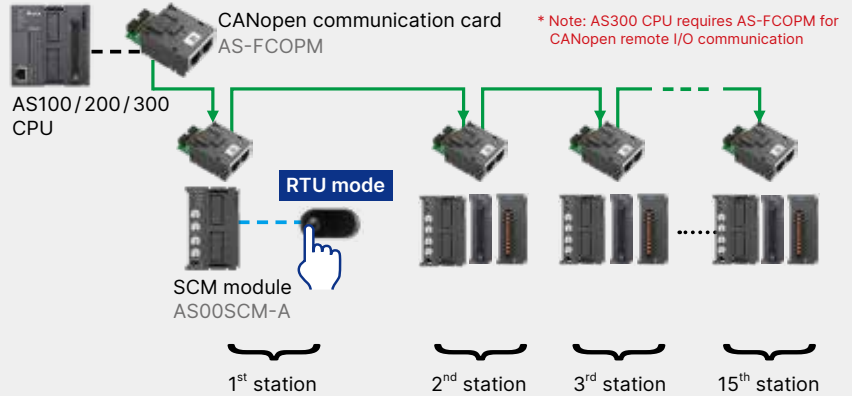 CANopen communication card
AS-FCOPM
* Note: AS300 CPU requires AS-FCOPM for
CANopen remote I/O communication
AS100/200/300
CPU
RTU mode
SCM module
AS00SCM-A
1st station
2nd station
3rd station
15th station